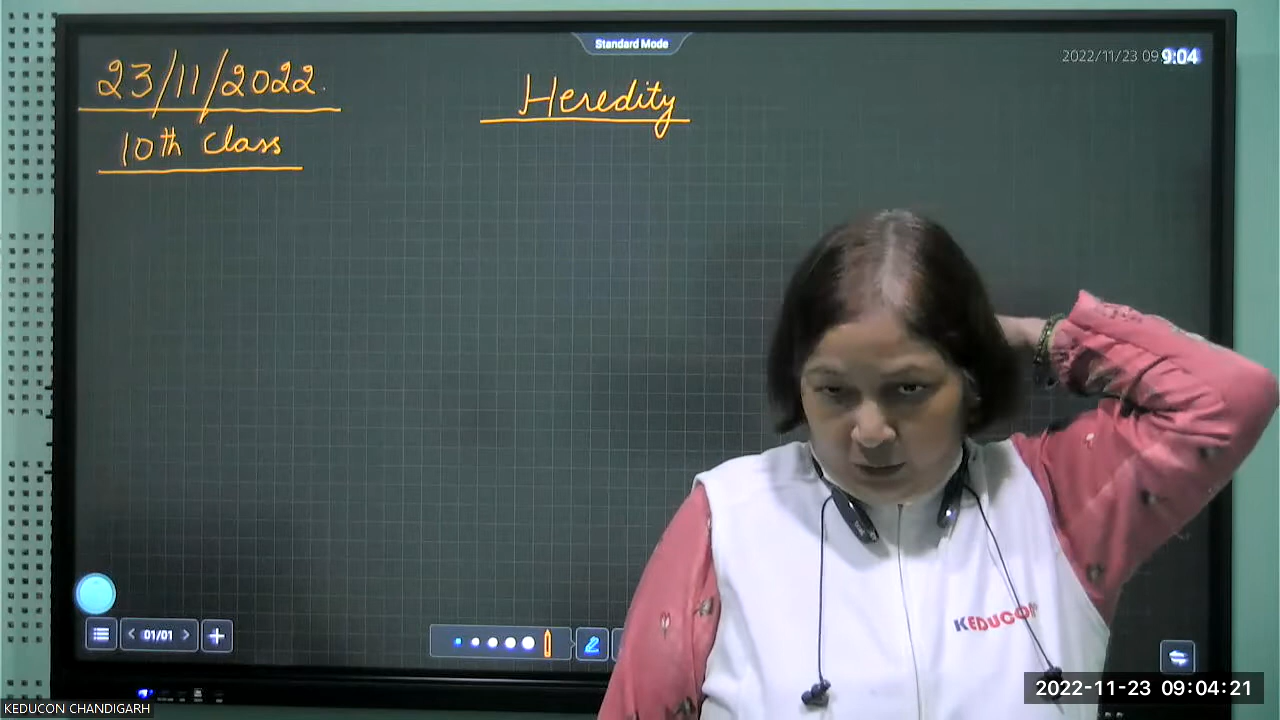 Standard Mode
2022/11/23 09
9:04
23/11/2022.
Heredity
10th class
KEDUCON
01/01
2022-11-23 09:04:21
KEDUCON CHANDIGARH